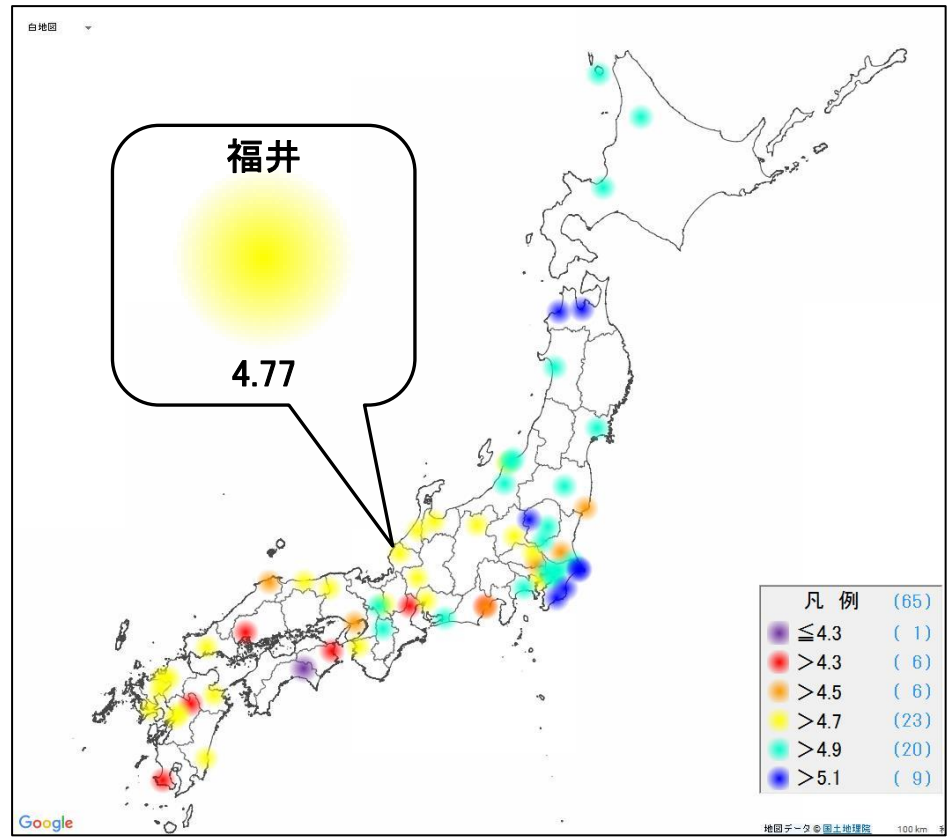 白地図
福井
4.77
凡 例 (65)
≦4.3 ( 1)
>4.3 ( 6)
>4.5 ( 6)
>4.7 (23)
>4.9 (20)
>5.1 ( 9)
Google
地図データ © 国土地理院 100 km